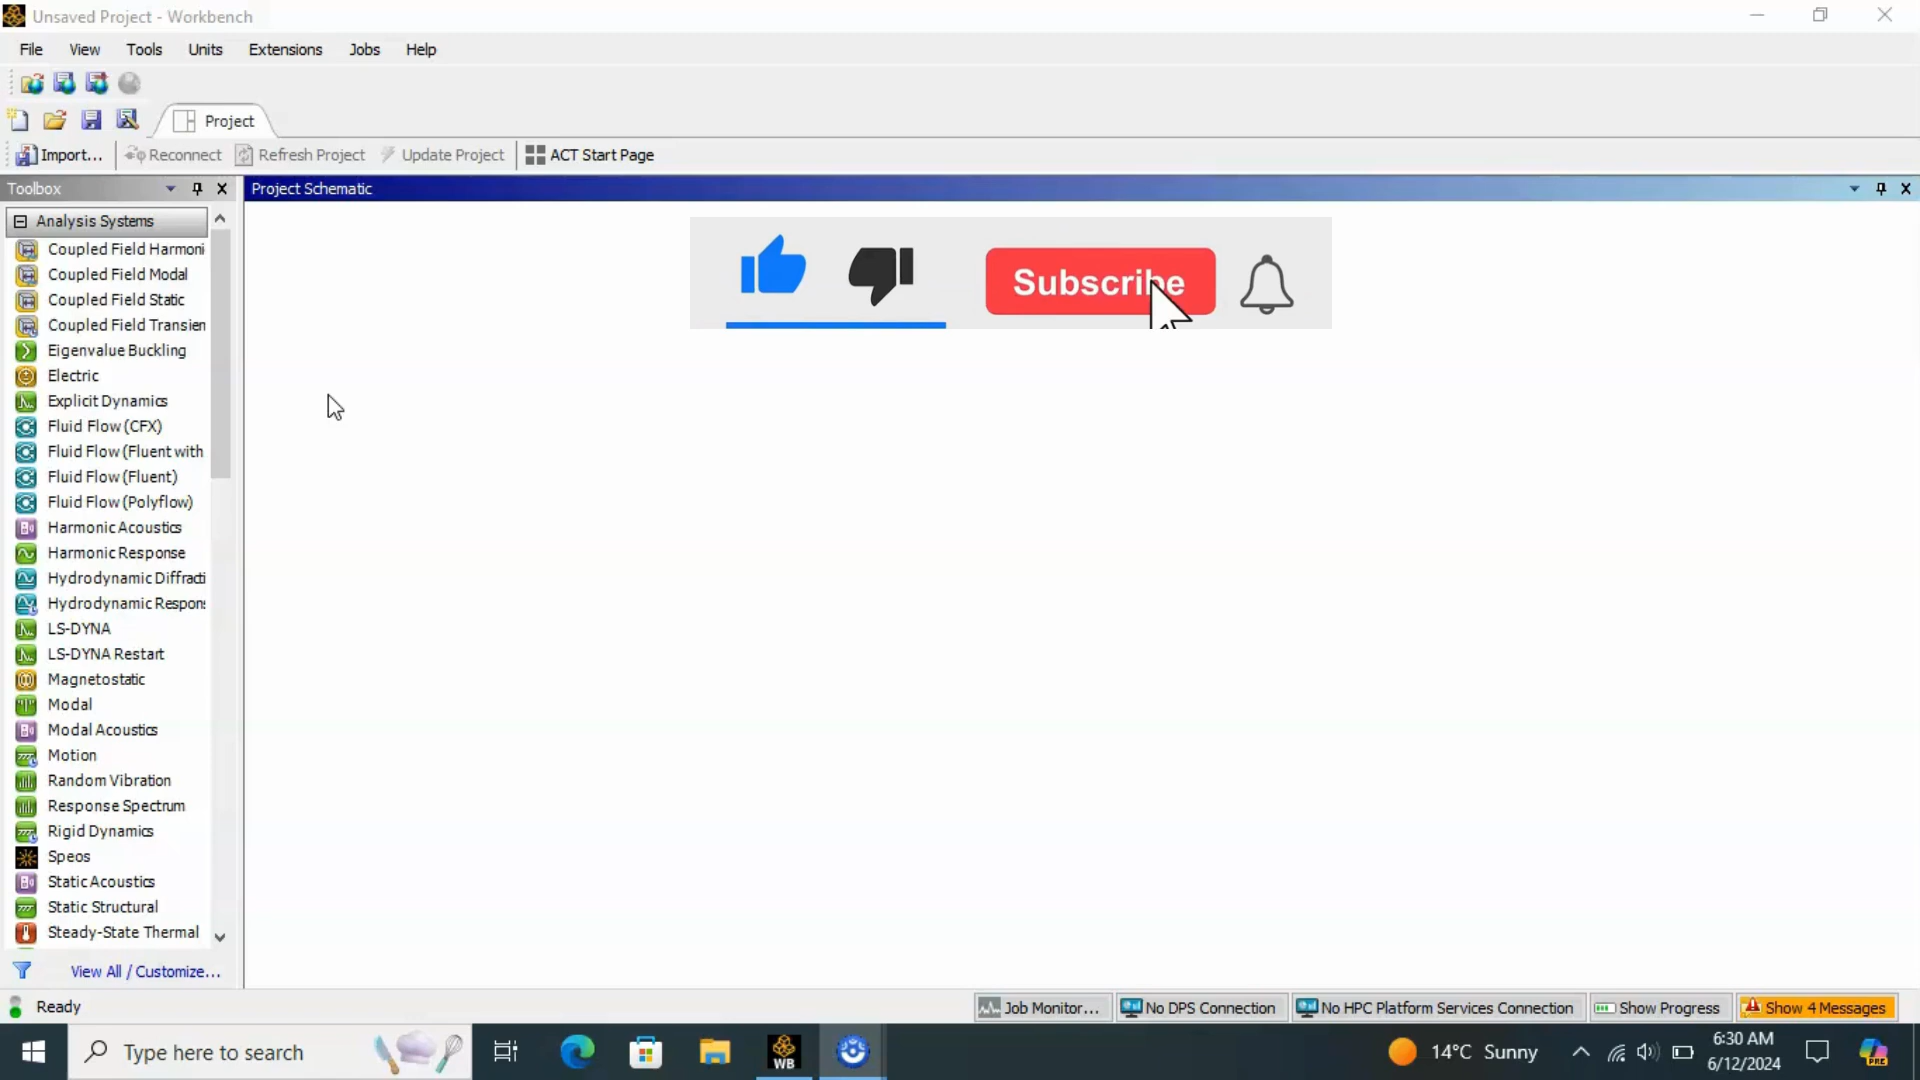 Unsaved Project - Workbench
File View Tools Units Extensions Jobs Help
Project
Import... Reconnect Refresh Project Update Project ACT Start Page
Toolbox
Project Schematic
Analysis Systems
Coupled Field Harmoni
Coupled Field Modal
Coupled Field Static
Coupled Field Transien
Eigenvalue Buckling
Electric
Explicit Dynamics
Fluid Flow (CFX)
Fluid Flow (Fluent with
Fluid Flow (Fluent)
Fluid Flow (Polyflow)
Harmonic Acoustics
Harmonic Response
Hydrodynamic Diffracti
Hydrodynamic Respons
LS-DYNA
LS-DYNA Restart
Magnetostatic
Modal
Modal Acoustics
Motion
Random Vibration
Response Spectrum
Rigid Dynamics
Speos
Static Acoustics
Static Structural
Steady-State Thermal
View All / Customize...
Subscribe
Ready
Job Monitor... No DPS Connection No HPC Platform Services Connection Show Progress Show 4 Messages
Type here to search
WB
14°C Sunny
6:30 AM
6/12/2024
PRE